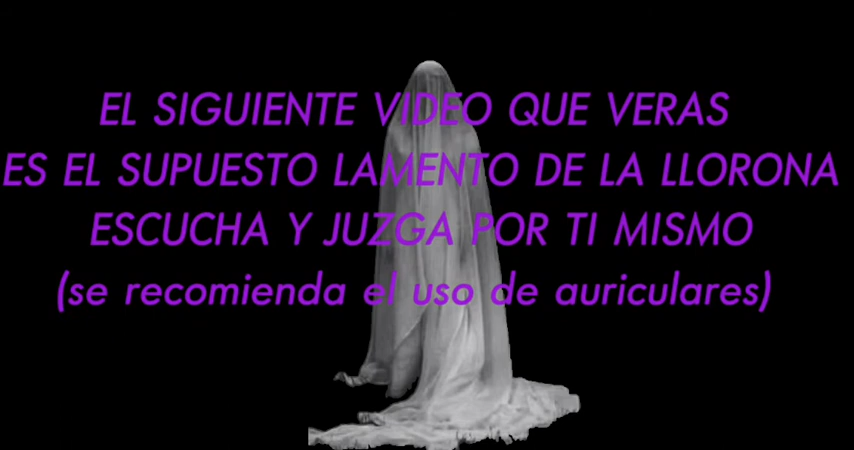 EL SIGUIENTE VIDEO QUE VERAS
ES EL SUPUESTO LAMENTO DE LA LLORONA
ESCUCHA Y JUZGA POR TI MISMO
(se recomienda el uso de auriculares)